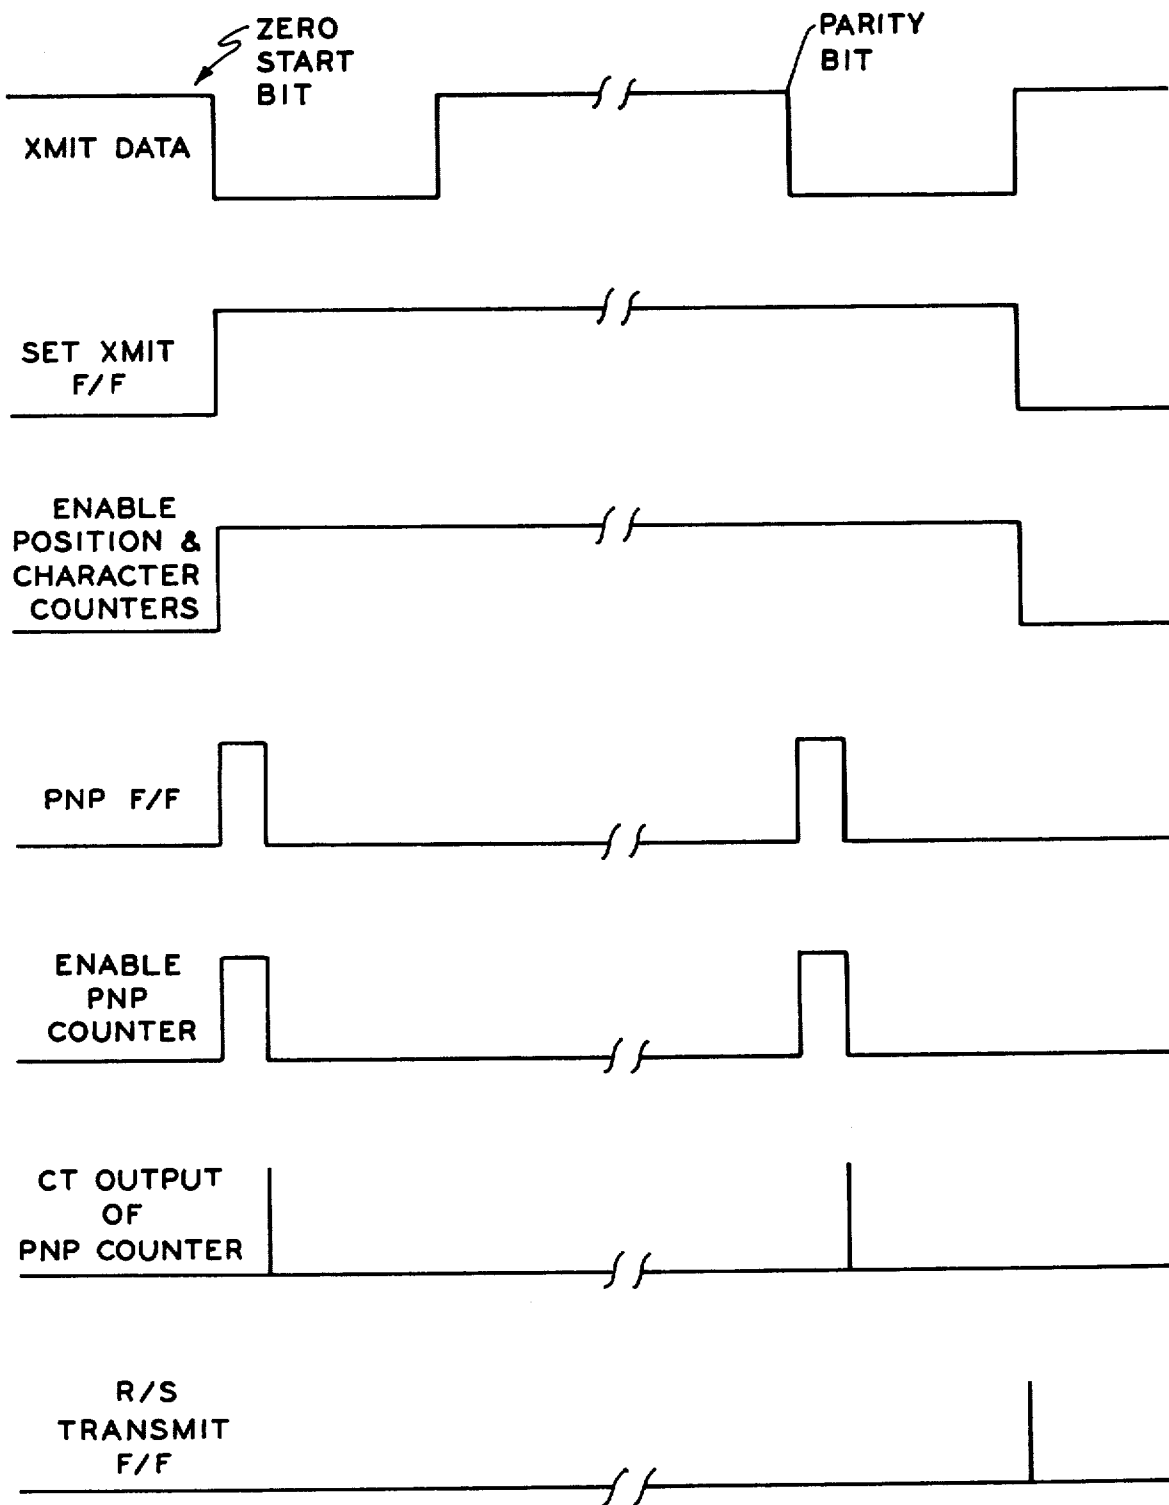 ZERO
START
BIT
PARITY
BIT
XMIT DATA
SET XMIT
F/F
ENABLE
POSITION &
CHARACTER
COUNTERS
PNP F/F
ENABLE
PNP
COUNTER
CT OUTPUT
OF
PNP COUNTER
R/S
TRANSMIT
F/F